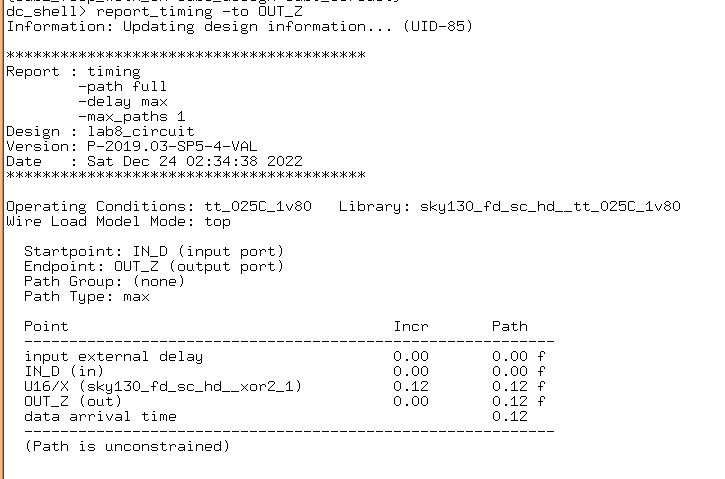 dc_shell> report_timing -to OUT_Z
Information: Updating design information... (UID-85)
****************************************
Report : timing
-path full
-delay max
-max_paths 1
Design : lab8_circuit
Version: P-2019.03-SP5-4-VAL
Date : Sat Dec 24 02:34:38 2022
****************************************
Operating Conditions: tt_025C_1v80 Library: sky130_fd_sc_hd__tt_025C_1v80
Wire Load Model Mode: top
Startpoint: IN_D (input port)
Endpoint: OUT_Z (output port)
Path Group: (none)
Path Type: max
Point Incr Path
-----------------------------------------------------------
input external delay 0.00 0.00 f
IN_D (in) 0.00 0.00 f
U16/X (sky130_fd_sc_hd__xor2_1) 0.12 0.12 f
OUT_Z (out) 0.00 0.12 f
data arrival time 0.12
-----------------------------------------------------------
(Path is unconstrained)